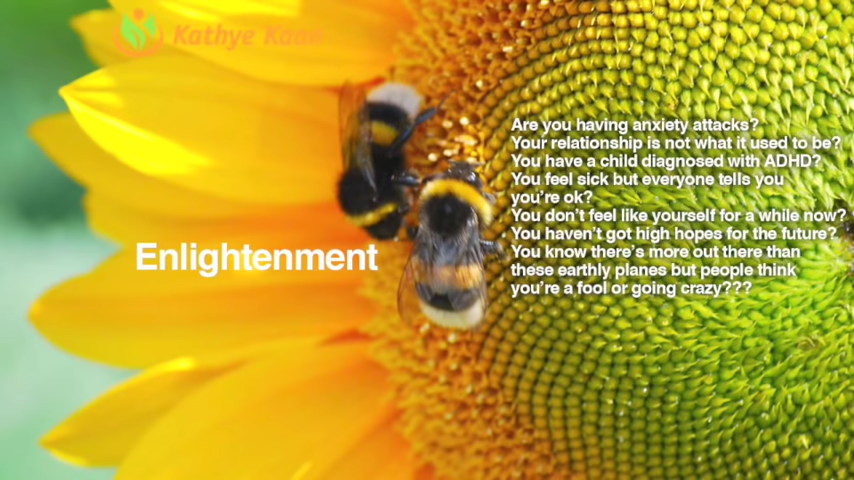 Kathye
Are you having anxiety attacks?
Your relationship is not what it used to be?
You have a child diagnosed with ADHD?
You feel sick but everyone tells you
you're ok?
You don't feel like yourself for a while now?
You haven't got high hopes for the future?
You know there's more out there than
these earthly planes but people think
you're a fool or going crazy???
Enlightenment